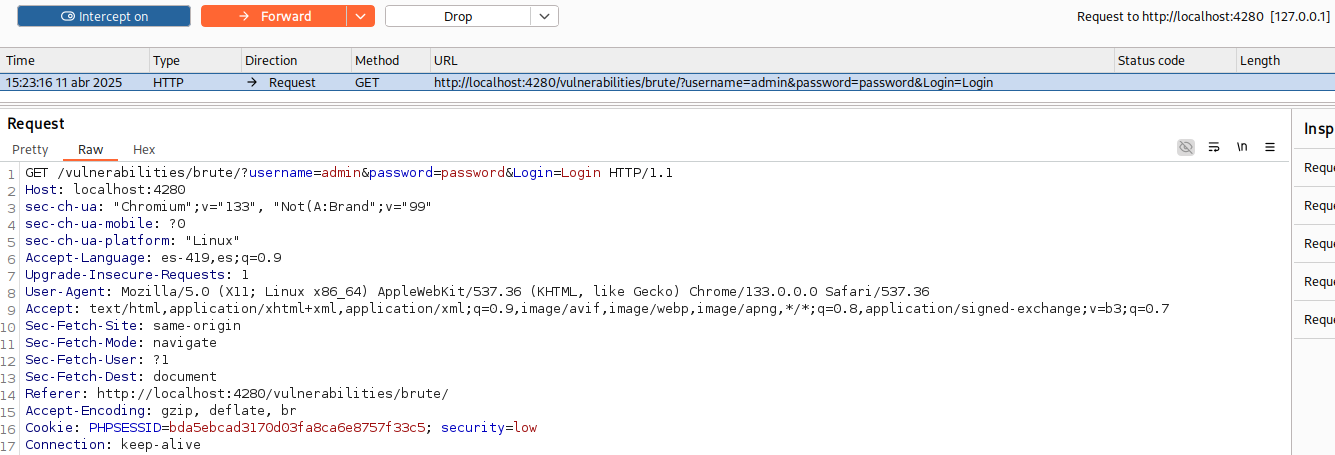 Intercept on Forward Drop Request to http://localhost:4280 [127.0.0.1]
Time Type Direction Method URL Status code Length
15:23:16 11 abr 2025 HTTP → Request GET http://localhost:4280/vulnerabilities/brute/?username=admin&password=password&Login=Login
Request
Insp
Pretty Raw Hex \n
1 GET /vulnerabilities/brute/?username=admin&password=password&Login=Login HTTP/1.1
2 Host: localhost:4280
3 sec-ch-ua: "Chromium";v="133", "Not(A:Brand";v="99"
4 sec-ch-ua-mobile: ?0
5 sec-ch-ua-platform: "Linux"
6 Accept-Language: es-419,es;q=0.9
7 Upgrade-Insecure-Requests: 1
8 User-Agent: Mozilla/5.0 (X11; Linux x86_64) AppleWebKit/537.36 (KHTML, like Gecko) Chrome/133.0.0.0 Safari/537.36
9 Accept: text/html,application/xhtml+xml,application/xml;q=0.9,image/avif,image/webp,image/apng,*/*;q=0.8,application/signed-exchange;v=b3;q=0.7
10 Sec-Fetch-Site: same-origin
11 Sec-Fetch-Mode: navigate
12 Sec-Fetch-User: ?1
13 Sec-Fetch-Dest: document
14 Referer: http://localhost:4280/vulnerabilities/brute/
15 Accept-Encoding: gzip, deflate, br
16 Cookie: PHPSESSID=bda5ebcad3170d03fa8ca6e8757f33c5; security=low
17 Connection: keep-alive
Reque
Reque
Reque
Reque
Reque